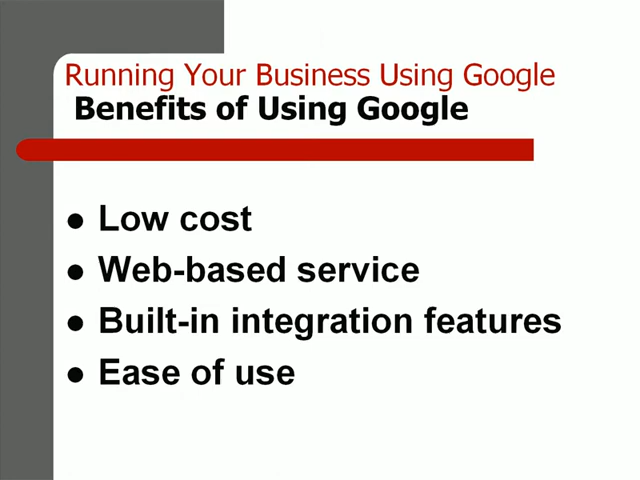 Running Your Business Using Google
Benefits of Using Google
● Low cost
● Web-based service
● Built-in integration features
● Ease of use